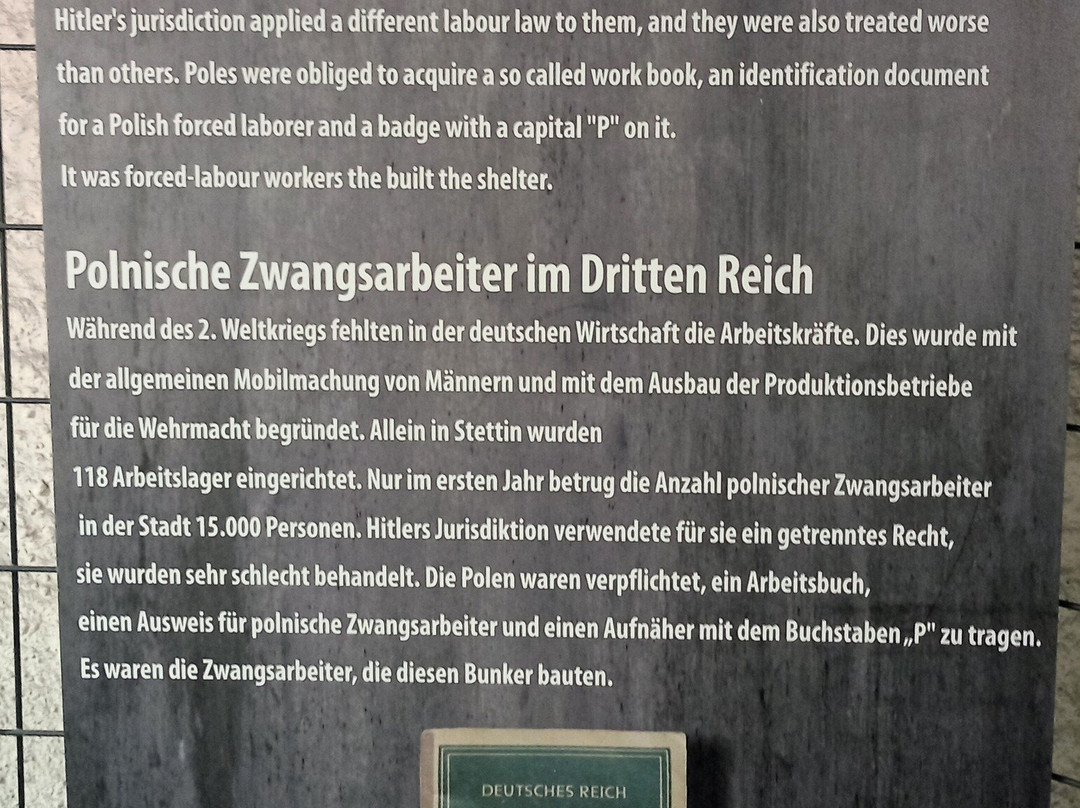 Hitler's jurisdiction applied a different labour law to them, and they were also treated worse
than others. Poles were obliged to acquire a so called work book, an identification document
for a Polish forced laborer and a badge with a capital "P" on it.
It was forced-labour workers the built the shelter.
Polnische Zwangsarbeiter im Dritten Reich
Während des 2. Weltkriegs fehlten in der deutschen Wirtschaft die Arbeitskräfte. Dies wurde mit
der allgemeinen Mobilmachung von Männern und mit dem Ausbau der Produktionsbetriebe
für die Wehrmacht begründet. Allein in Stettin wurden
118 Arbeitslager eingerichtet. Nur im ersten Jahr betrug die Anzahl polnischer Zwangsarbeiter
in der Stadt 15.000 Personen. Hitlers Jurisdiktion verwendete für sie ein getrenntes Recht,
sie wurden sehr schlecht behandelt. Die Polen waren verpflichtet, ein Arbeitsbuch,
einen Ausweis für polnische Zwangsarbeiter und einen Aufnäher mit dem Buchstaben „P" zu tragen.
Es waren die Zwangsarbeiter, die diesen Bunker bauten.
DEUTSCHES REICH